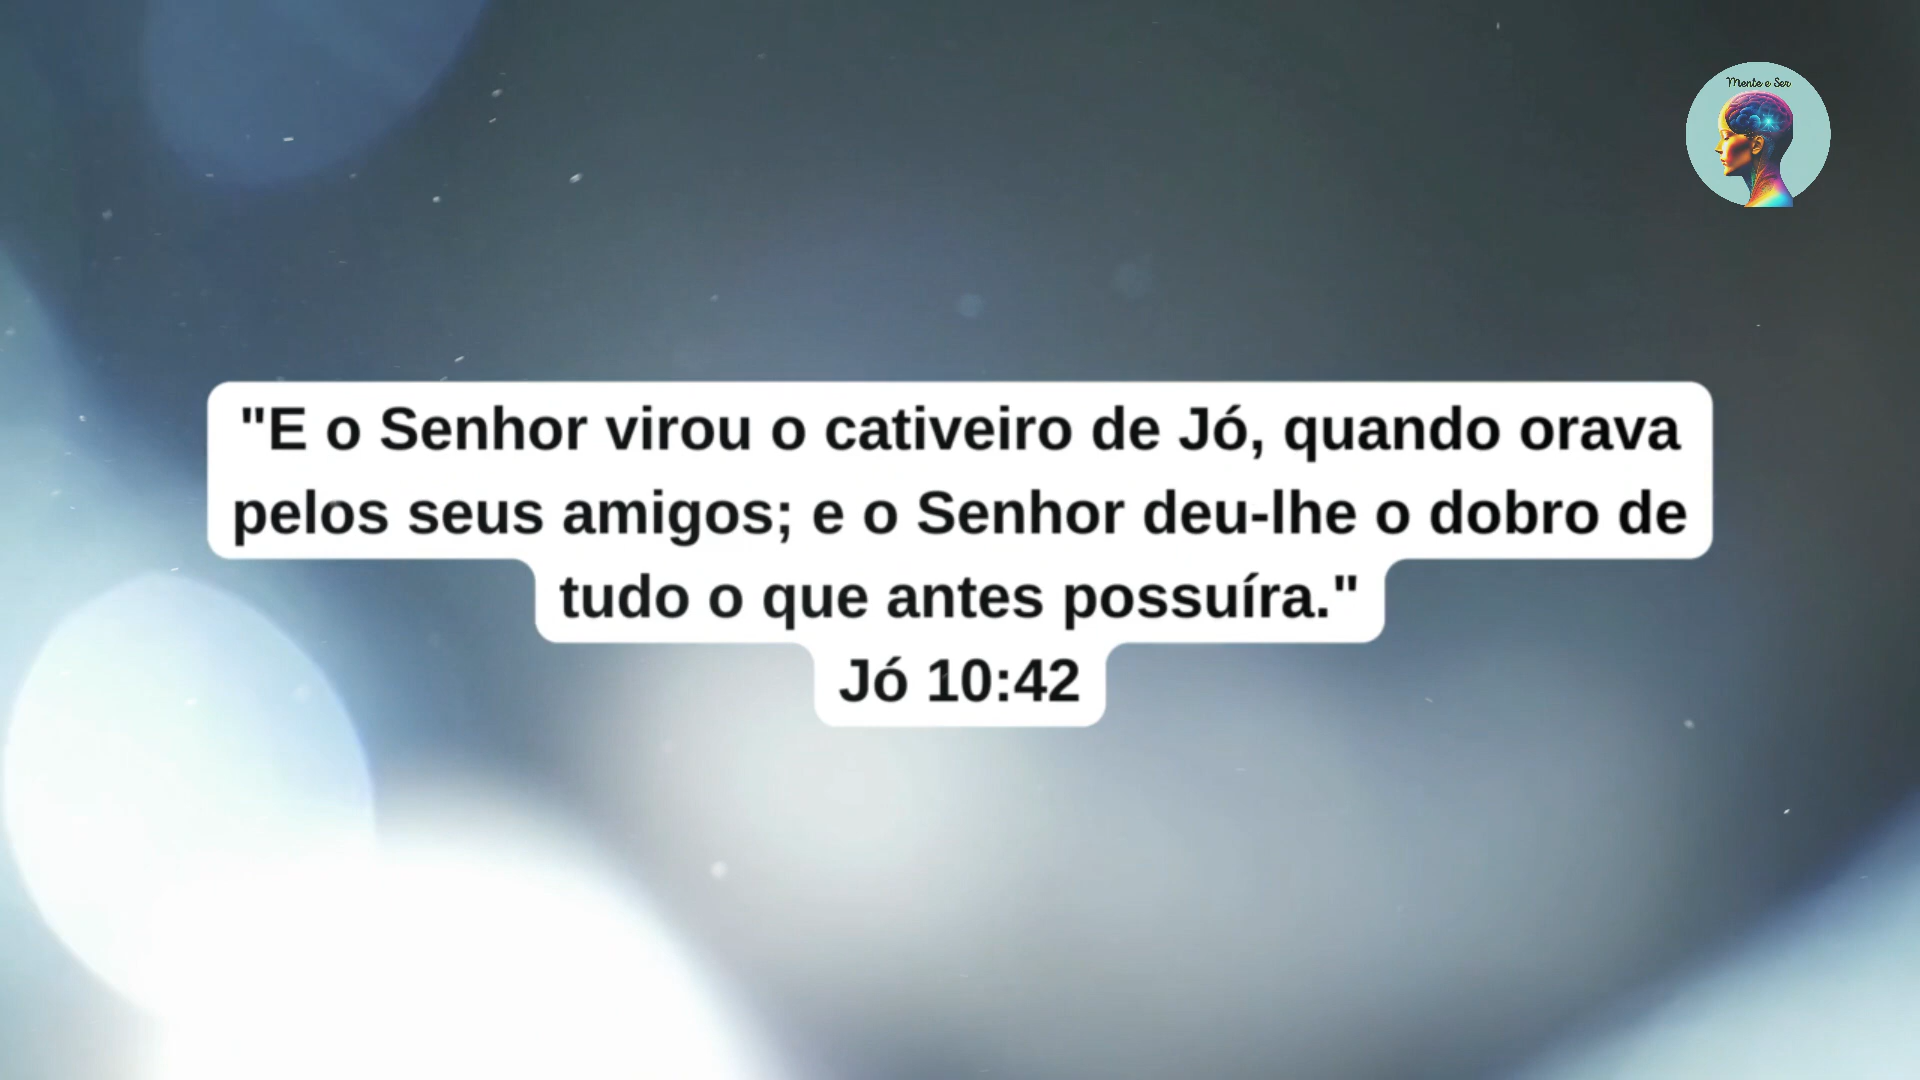 Mente e Ser
"E o Senhor virou o cativeiro de Jó, quando orava
pelos seus amigos; e o Senhor deu-lhe o dobro de
tudo o que antes possuíra."
Jó 10:42